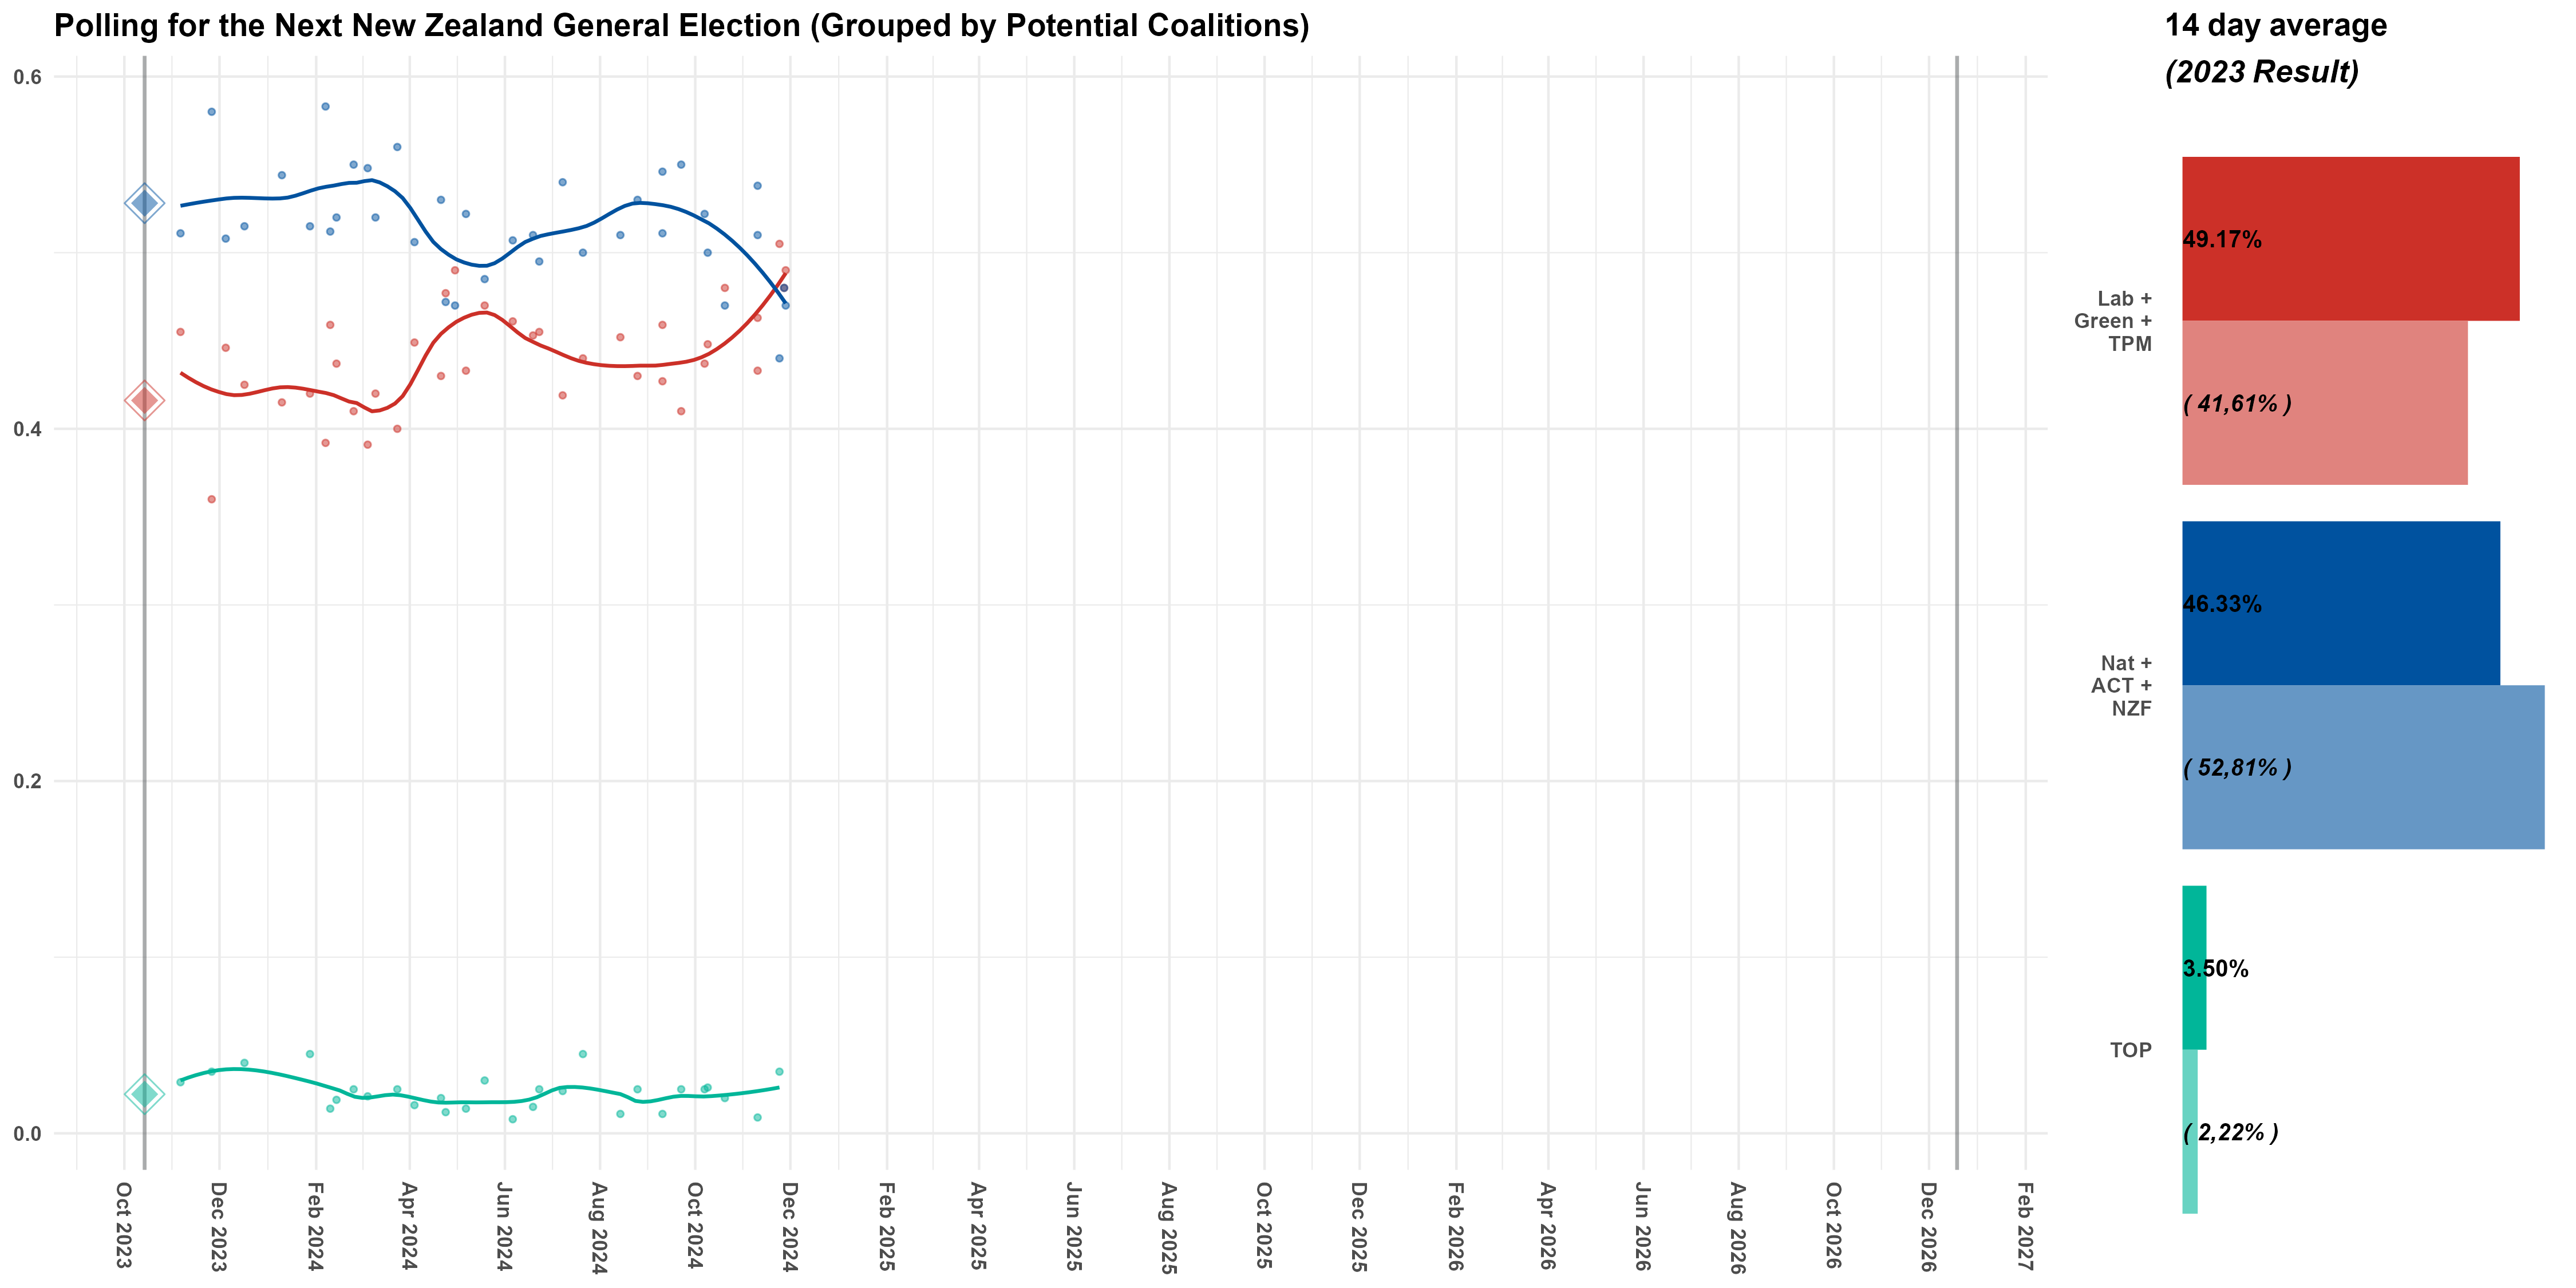 Polling for the Next New Zealand General Election (Grouped by Potential Coalitions)
14 day average
(2023 Result)
0.6
0.4
0.2
0.0
Oct 2023
Dec 2023
Feb 2024
Apr 2024
Jun 2024
Aug 2024
Oct 2024
Dec 2024
Feb 2025
Apr 2025
Jun 2025
Aug 2025
Oct 2025
Dec 2025
Feb 2026
Apr 2026
Jun 2026
Aug 2026
Oct 2026
Dec 2026
Feb 2027
Lab +
Green +
TPM
49.17%
( 41,61% )
Nat +
ACT +
NZF
46.33%
( 52,81% )
TOP
3.50%
( 2,22% )